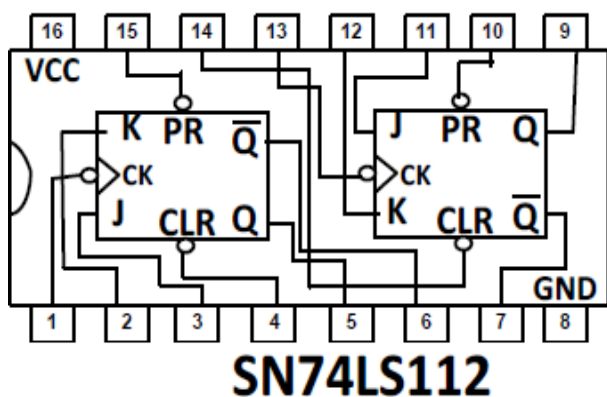 16 15 14 13 12 11 10 9
VCC
K PR Q̅ J PR Q
CK CK
J CLR Q K CLR Q̅
GND
1 2 3 4 5 6 7 8
SN74LS112